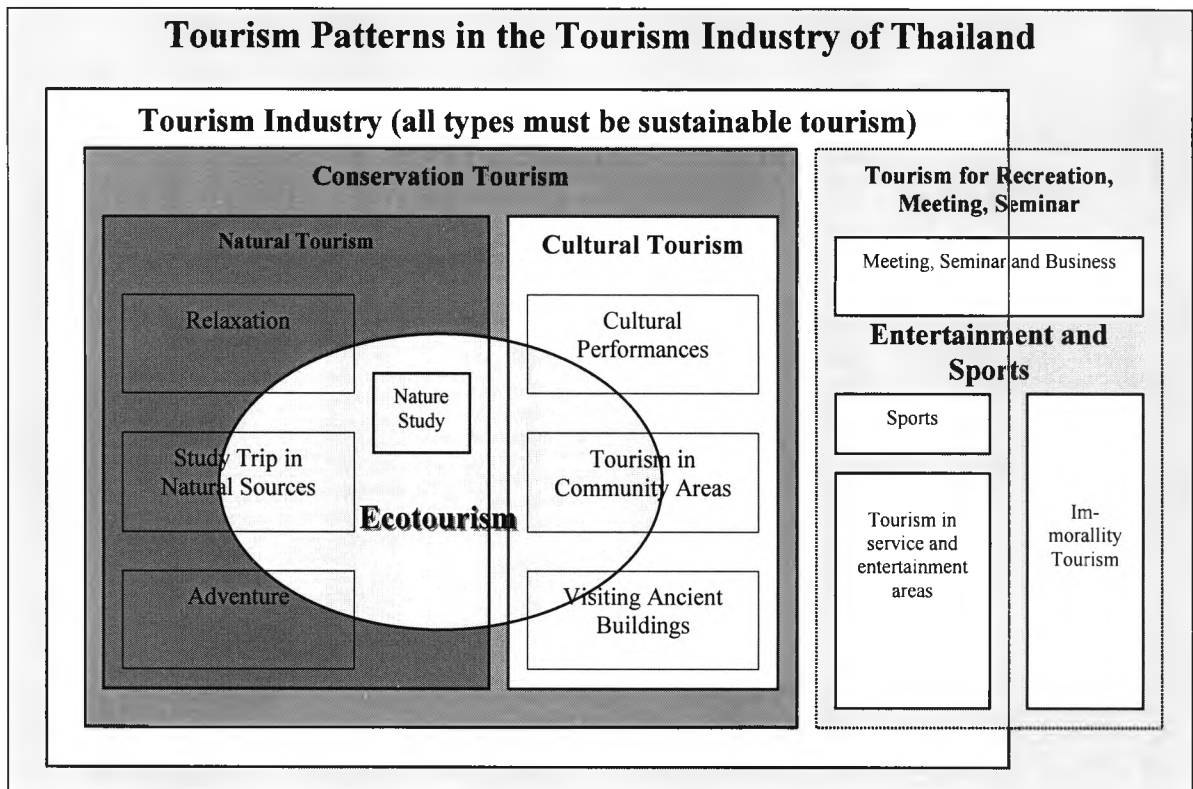 Tourism Patterns in the Tourism Industry of Thailand
Tourism Industry (all types must be sustainable tourism)
Conservation Tourism
Natural Tourism
Relaxation
Nature
Study
Study Trip in
Natural Sources
Ecotourism
Adventure
Cultural Tourism
Cultural
Performances
Tourism in
Community Areas
Visiting Ancient
Buildings
Tourism for Recreation,
Meeting, Seminar
Meeting, Seminar and Business
Entertainment and
Sports
Sports
Tourism in
service and
entertainment
areas
Im-
morallity
Tourism